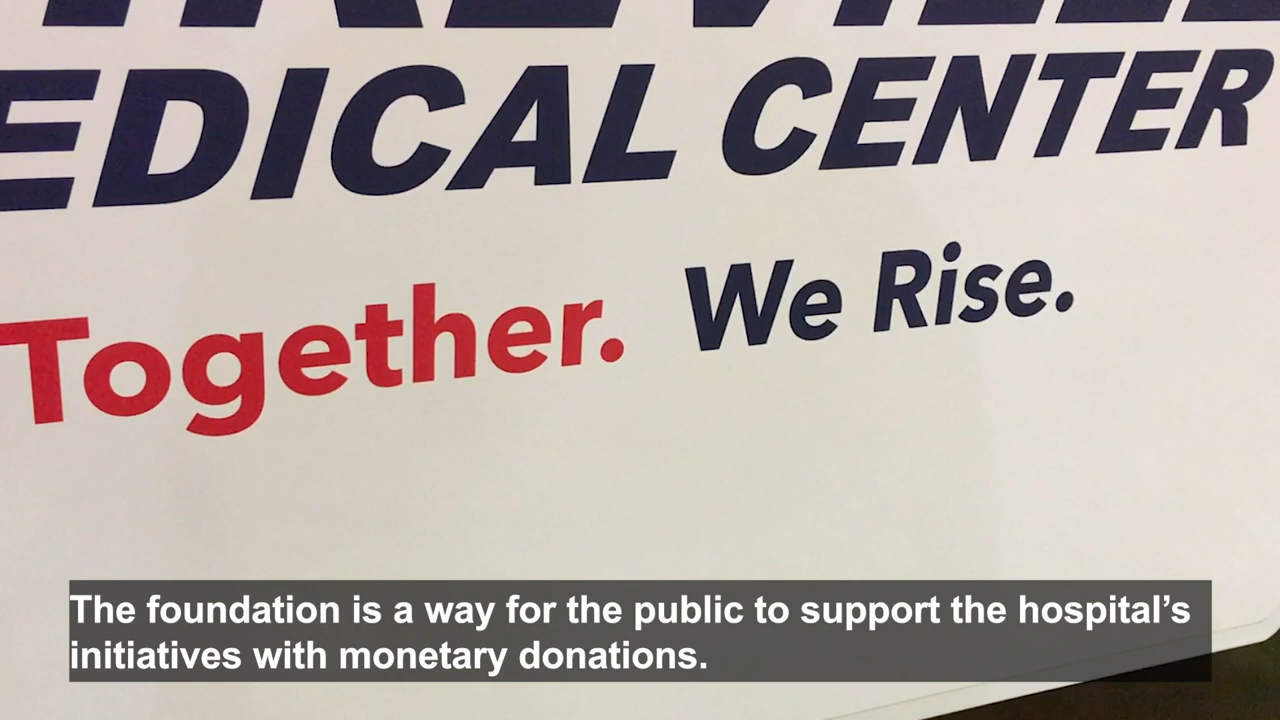 EDICAL CENTER
Together. We Rise.
The foundation is a way for the public to support the hospital’s
initiatives with monetary donations.